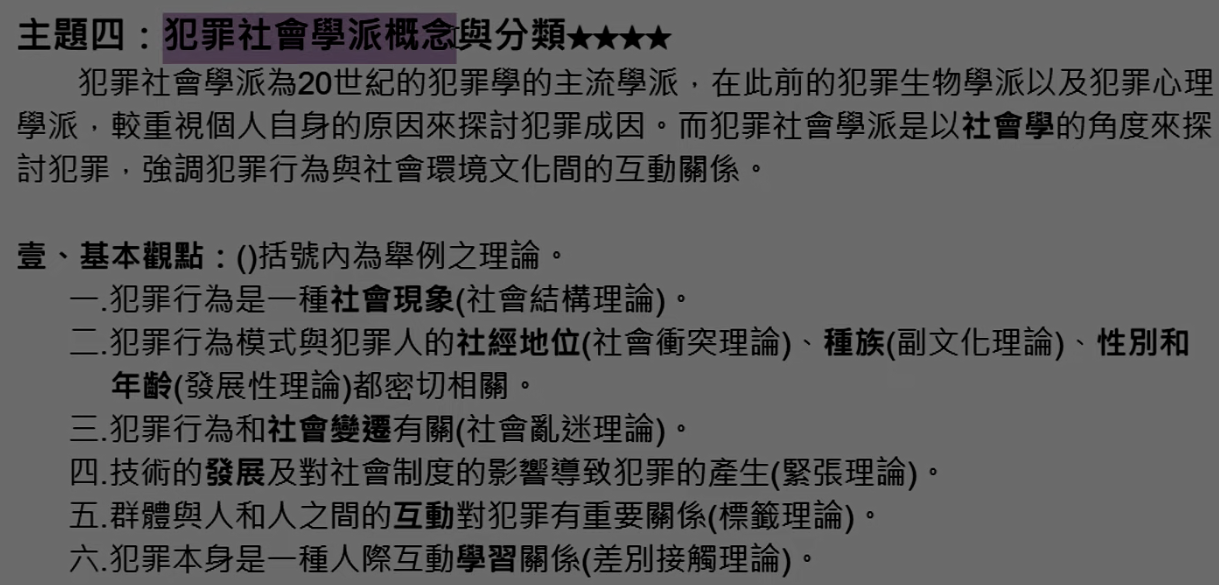 主題四：犯罪社會學派概念與分類★★★★
犯罪社會學派為20世紀的犯罪學的主流學派，在此前的犯罪生物學派以及犯罪心理
學派，較重視個人自身的原因來探討犯罪成因。而犯罪社會學派是以社會學的角度來探
討犯罪，強調犯罪行為與社會環境文化間的互動關係。
壹、基本觀點：()括號內為舉例之理論。
一.犯罪行為是一種社會現象(社會結構理論)。
二.犯罪行為模式與犯罪人的社經地位(社會衝突理論)、種族(副文化理論)、性別和
年齡(發展性理論)都密切相關。
三.犯罪行為和社會變遷有關(社會亂迷理論)。
四.技術的發展及對社會制度的影響導致犯罪的產生(緊張理論)。
五.群體與人和人之間的互動對犯罪有重要關係(標籤理論)。
六.犯罪本身是一種人際互動學習關係(差別接觸理論)。